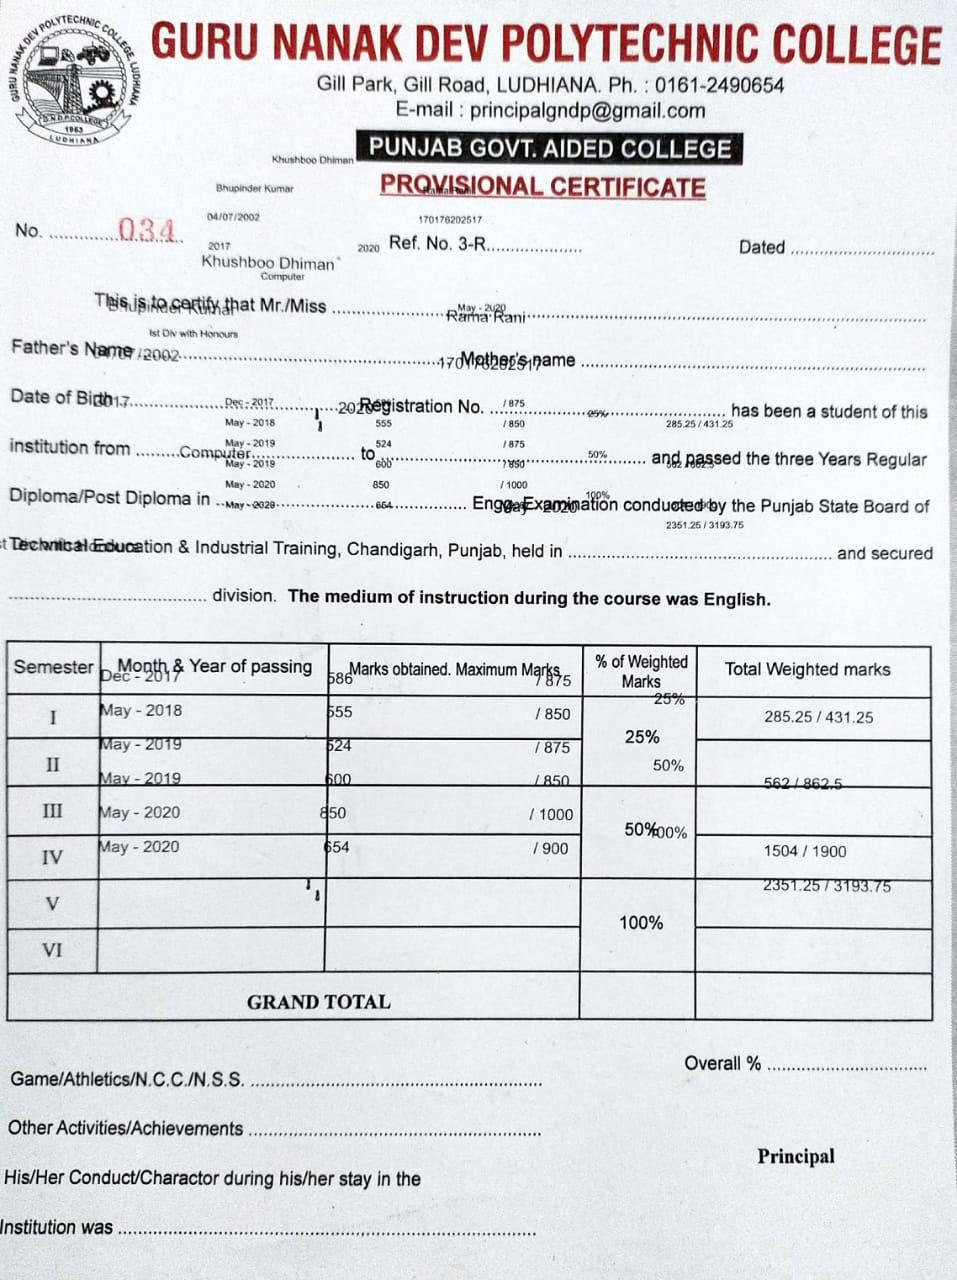 GURU NANAK DEV POLYTECHNIC COLLEGE, LUDHIANA
G.N.D.P. COLLEGE
1953
LUDHIANA
GURU NANAK DEV POLYTECHNIC COLLEGE
Gill Park, Gill Road, LUDHIANA. Ph. : 0161-2490654
E-mail : principalgndp@gmail.com
PUNJAB GOVT. AIDED COLLEGE
Khushboo Dhiman
PROVISIONAL CERTIFICATE
Bhupinder Kumar Rama Rani
04/07/2002 170176202517
No. 034
2017 2020 Ref. No. 3-R Dated
Khushboo Dhiman
Computer
This is to certify that Mr./Miss
Bhupinder Kumar May - 2020
Rama Rani
Ist Div with Honours
Father's Name Mother's name
04/07/2002 170176202517
Date of Birth Registration No. has been a student of this
2017 2020
Dec - 2017 / 875 25% 285.25 / 431.25
May - 2018 555 / 850
May - 2019 524 / 875
institution from Computer to 50% and passed the three Years Regular
May - 2019 600 / 850
May - 2020 850 / 1000
Diploma/Post Diploma in Engg. Examination conducted by the Punjab State Board of
May - 2020 654 May - 2020 100%
2351.25 / 3193.75
Technical Education & Industrial Training, Chandigarh, Punjab, held in and secured
division. The medium of instruction during the course was English.
Semester Month & Year of passing Marks obtained. Maximum Marks % of Weighted Marks Total Weighted marks
Dec - 2017 586 / 875 25%
I May - 2018 555 / 850 285.25 / 431.25
25%
May - 2019 524 / 875
II 50%
May - 2019 600 / 850 562 / 862.5
III May - 2020 850 / 1000
50% 100%
IV May - 2020 654 / 900 1504 / 1900
2351.25 / 3193.75
V
100%
VI
GRAND TOTAL
Overall %
Game/Athletics/N.C.C./N.S.S.
Other Activities/Achievements
Principal
His/Her Conduct/Charactor during his/her stay in the
Institution was